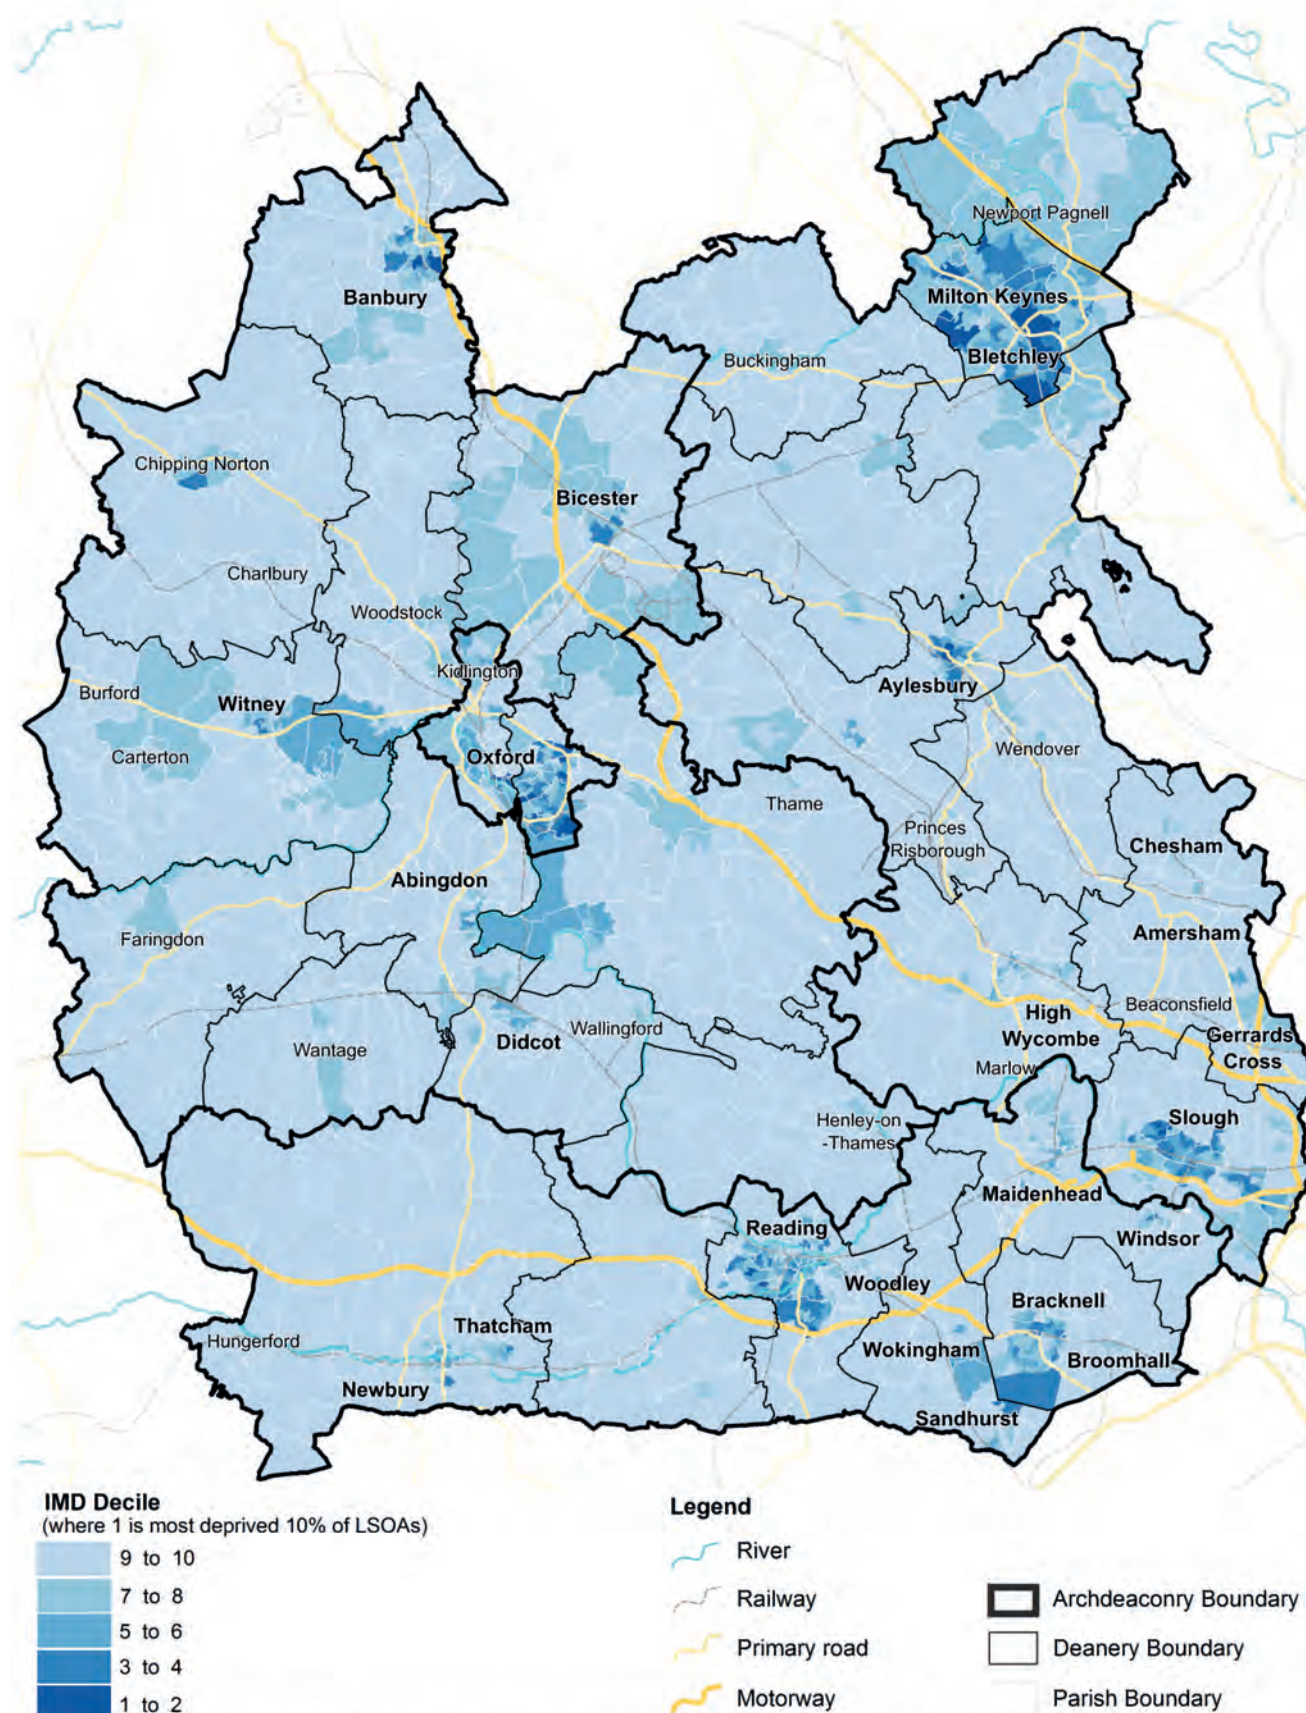 Newport Pagnell
Banbury
Milton Keynes
Bletchley
Buckingham
Chipping Norton
Bicester
Charlbury
Woodstock
Kidlington
Burford
Witney
Aylesbury
Carterton
Oxford
Wendover
Thame
Princes
Risborough
Chesham
Abingdon
Faringdon
Amersham
Beaconsfield
High
Wycombe
Gerrards
Cross
Wantage
Didcot
Wallingford
Marlow
Henley-on
-Thames
Slough
Maidenhead
Reading
Windsor
Woodley
Bracknell
Thatcham
Hungerford
Wokingham
Broomhall
Newbury
Sandhurst
IMD Decile
(where 1 is most deprived 10% of LSOAs)
9 to 10
7 to 8
5 to 6
3 to 4
1 to 2
Legend
River
Railway
Primary road
Motorway
Archdeaconry Boundary
Deanery Boundary
Parish Boundary